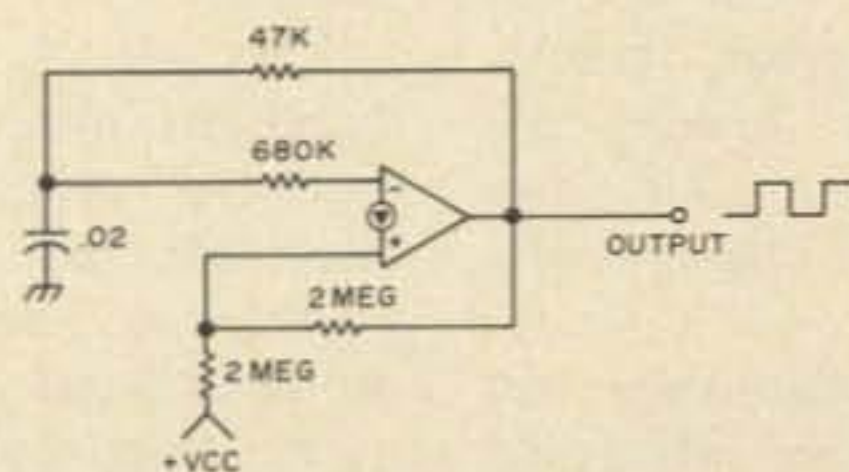 47K
680K
-
+
.02
OUTPUT
2 MEG
2 MEG
+VCC